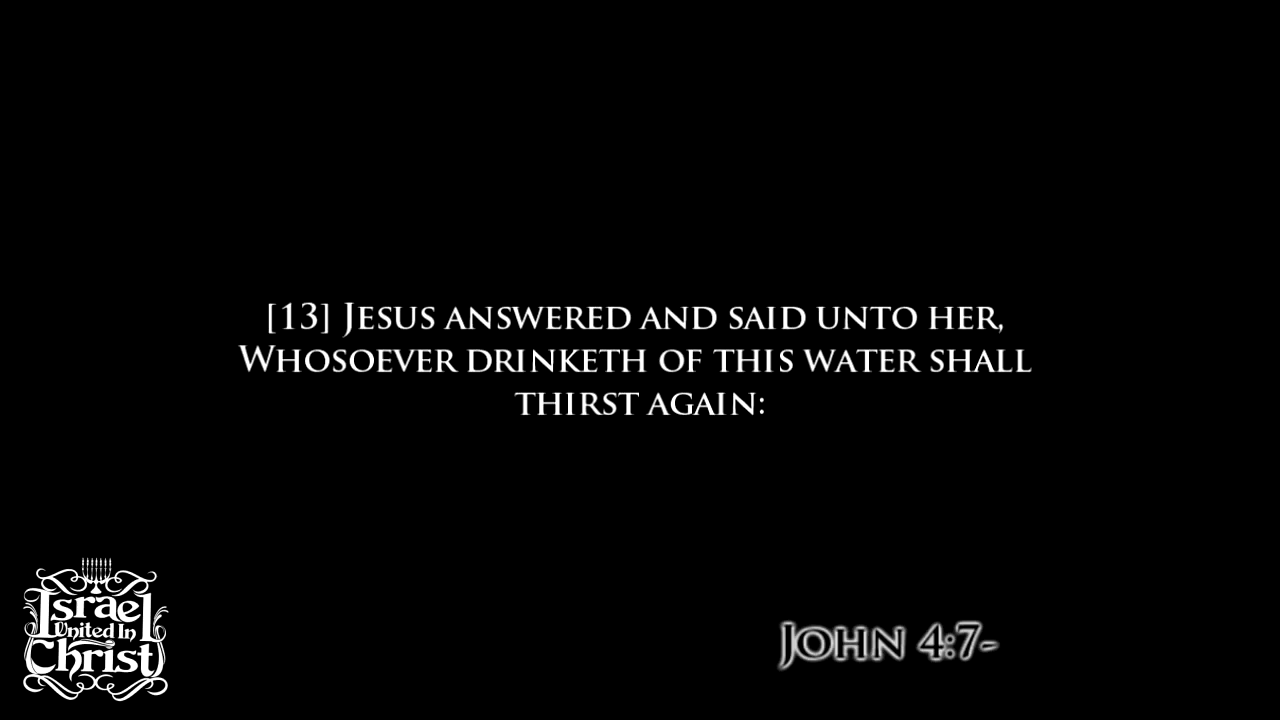 [13] Jesus answered and said unto her,
Whosoever drinketh of this water shall
thirst again:
Israel
United In
Christ
John 4:7-